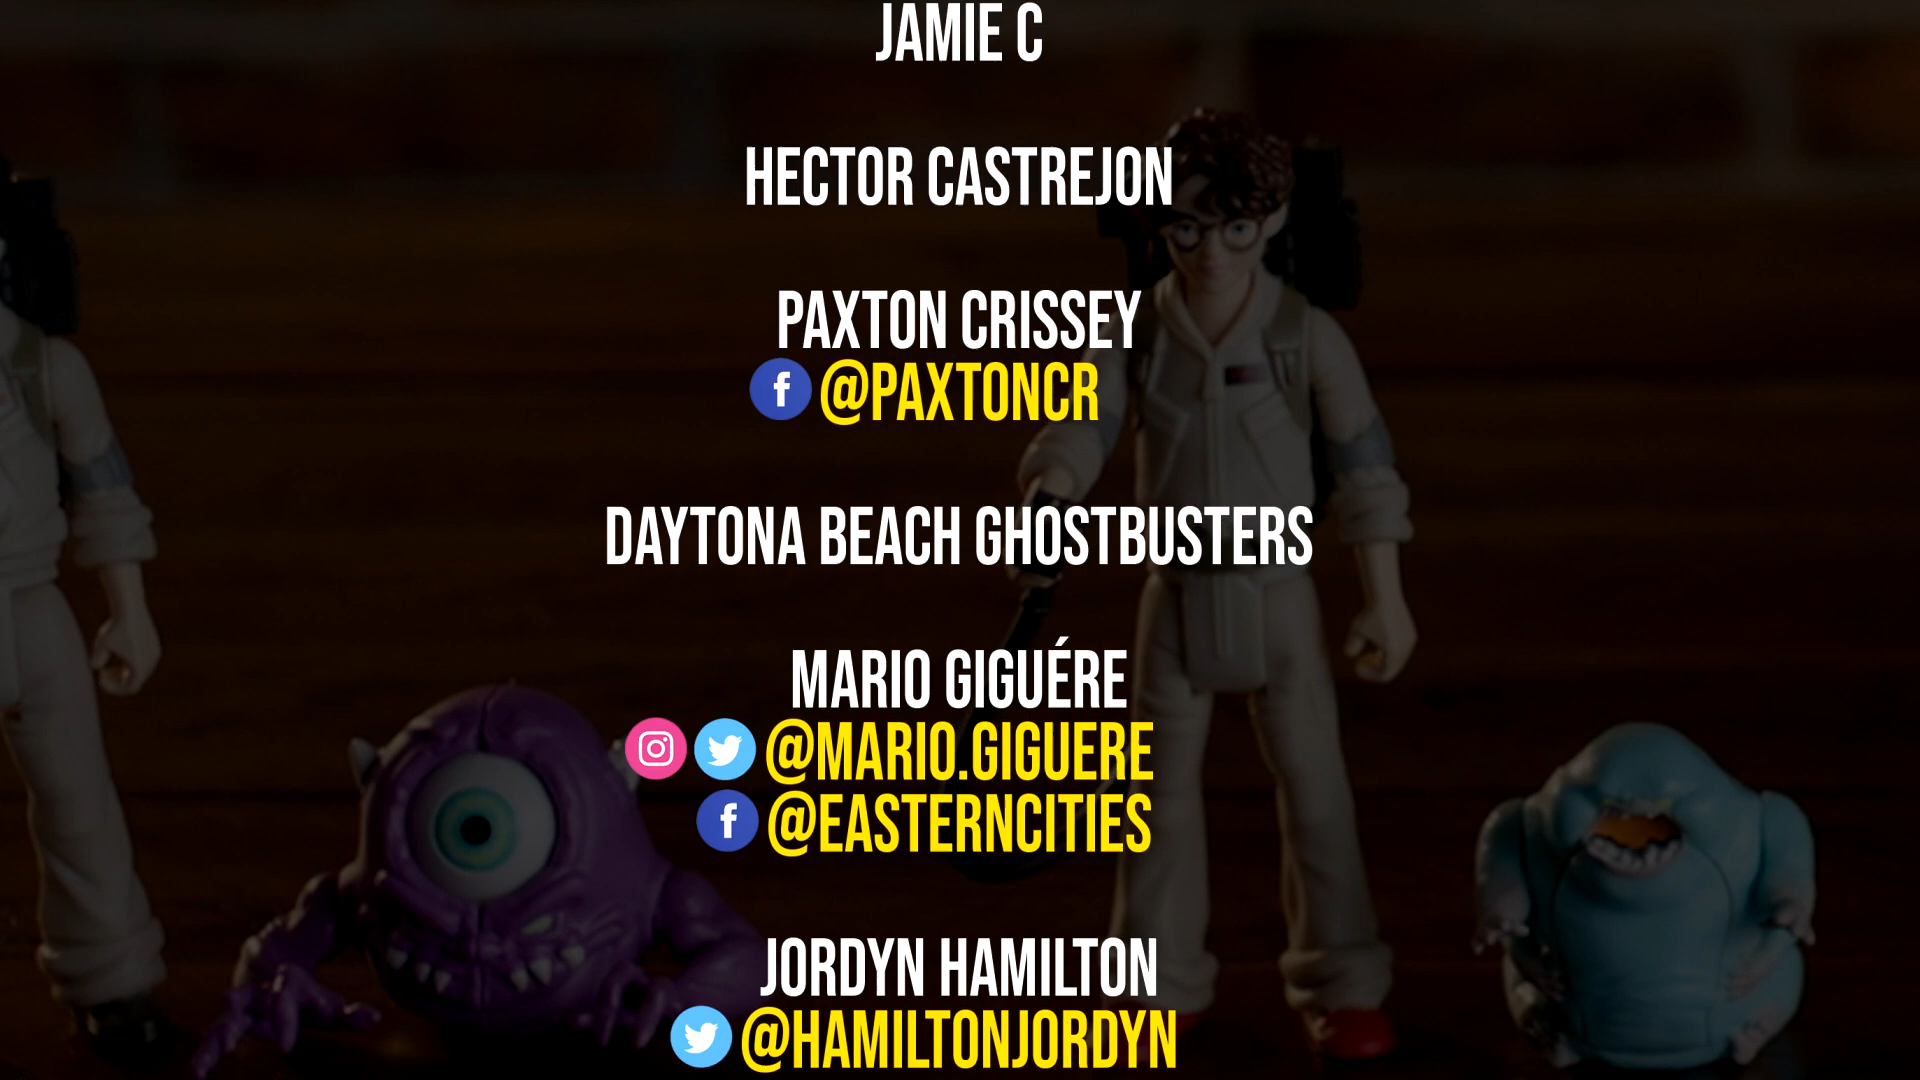 JAMIE C
HECTOR CASTREJON
PAXTON CRISSEY
@PAXTONCR
DAYTONA BEACH GHOSTBUSTERS
MARIO GIGUÉRE
@MARIO.GIGUERE
@EASTERNCITIES
JORDYN HAMILTON
@HAMILTONJORDYN